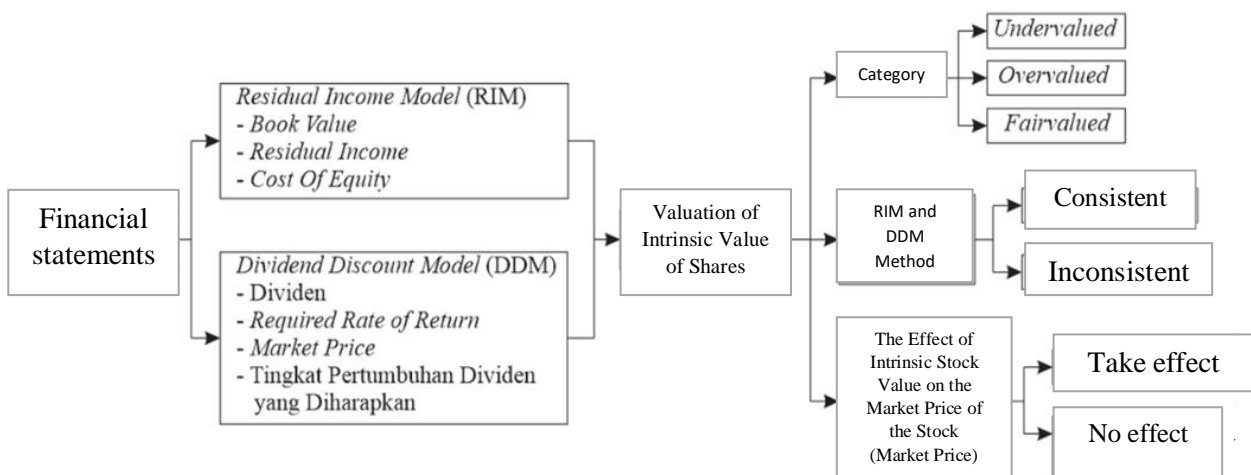 Financial
statements
Residual Income Model (RIM)
- Book Value
- Residual Income
- Cost Of Equity
Dividend Discount Model (DDM)
- Dividen
- Required Rate of Return
- Market Price
- Tingkat Pertumbuhan Dividen
yang Diharapkan
Valuation of
Intrinsic Value
of Shares
Category
Undervalued
Overvalued
Fairvalued
RIM and
DDM
Method
Consistent
Inconsistent
The Effect of
Intrinsic Stock
Value on the
Market Price of
the Stock
(Market Price)
Take effect
No effect